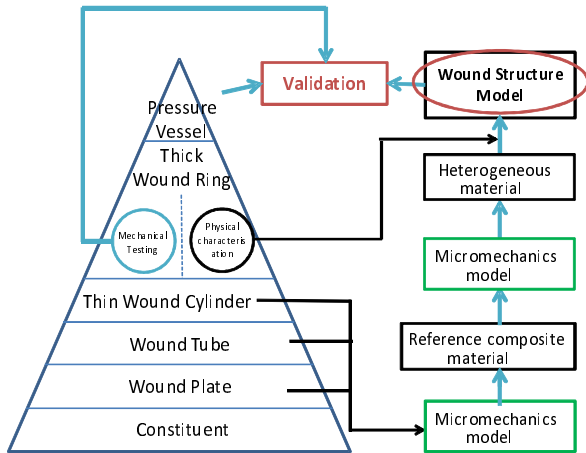 Pressure
Vessel
Thick
Wound Ring
Mechanical
Testing
Physical
characteris
ation
Thin Wound Cylinder
Wound Tube
Wound Plate
Constituent
Validation
Wound Structure
Model
Heterogeneous
material
Micromechanics
model
Reference composite
material
Micromechanics
model